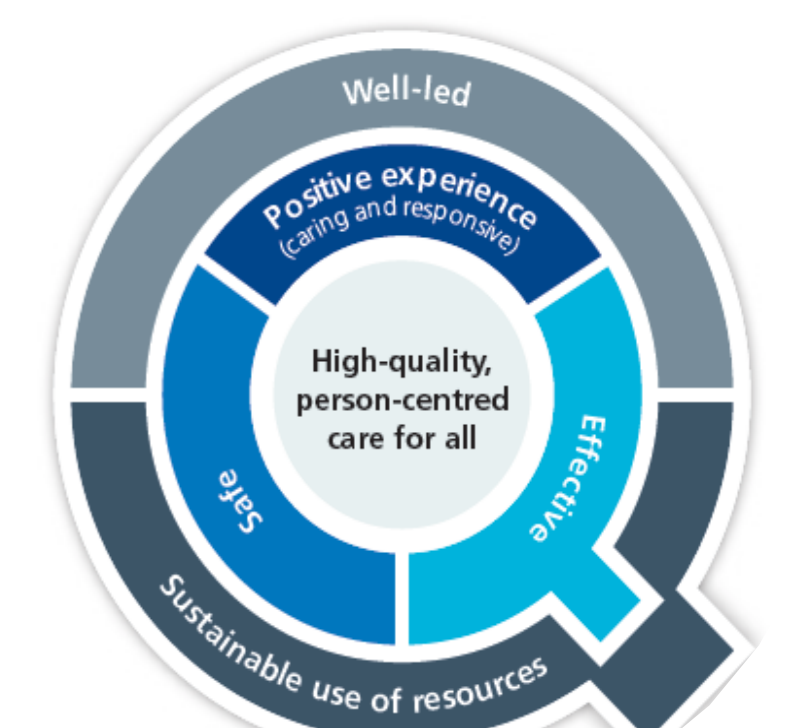 Well-led
Positive experience
(caring and responsive)
High-quality,
person-centred
care for all
Effective
Safe
Sustainable use of resources